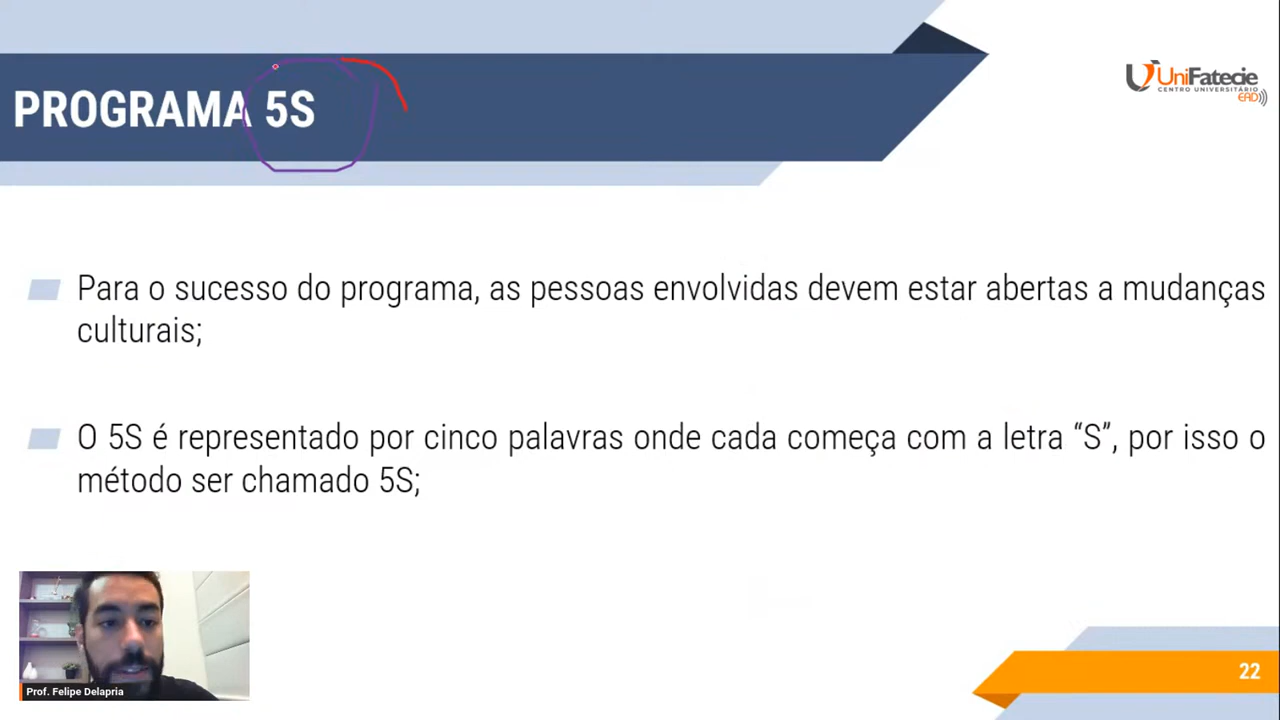 PROGRAMA 5S
UniFatecie
CENTRO UNIVERSITÁRIO
EAD
Para o sucesso do programa, as pessoas envolvidas devem estar abertas a mudanças
culturais;
O 5S é representado por cinco palavras onde cada começa com a letra “S”, por isso o
método ser chamado 5S;
Prof. Felipe Delapria
22